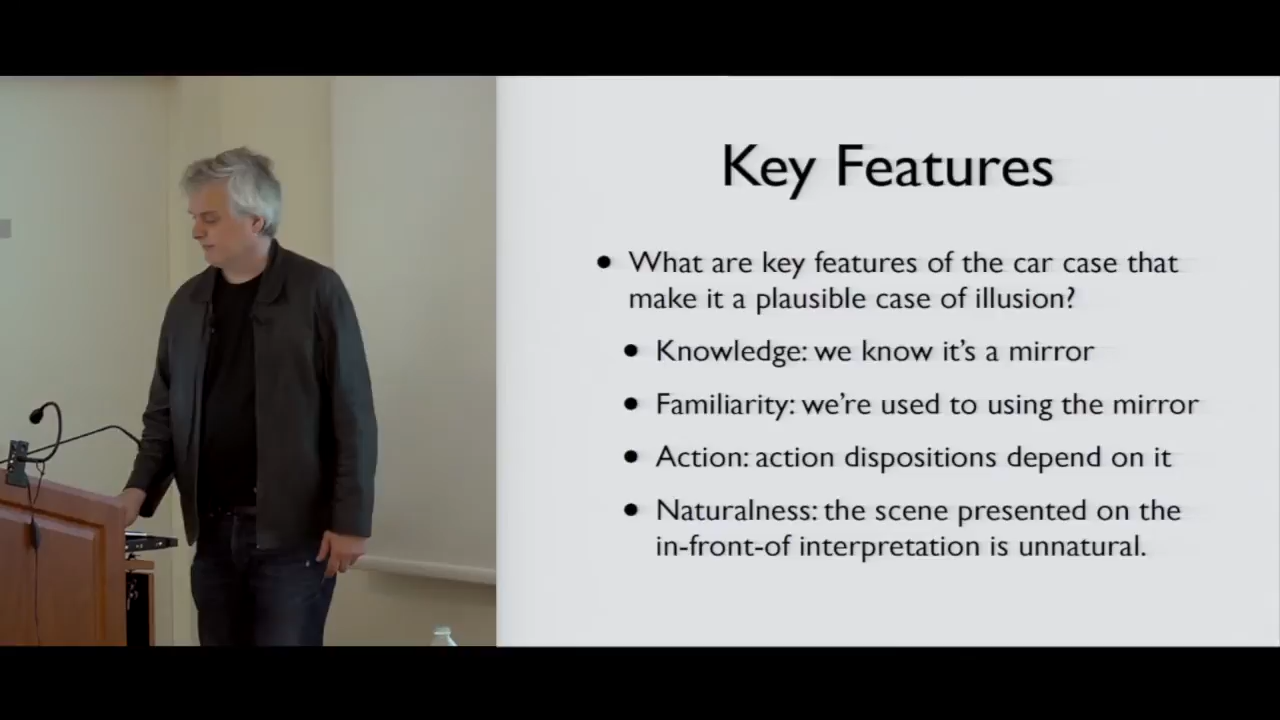 Key Features
• What are key features of the car case that
make it a plausible case of illusion?
• Knowledge: we know it's a mirror
• Familiarity: we're used to using the mirror
• Action: action dispositions depend on it
• Naturalness: the scene presented on the
in-front-of interpretation is unnatural.